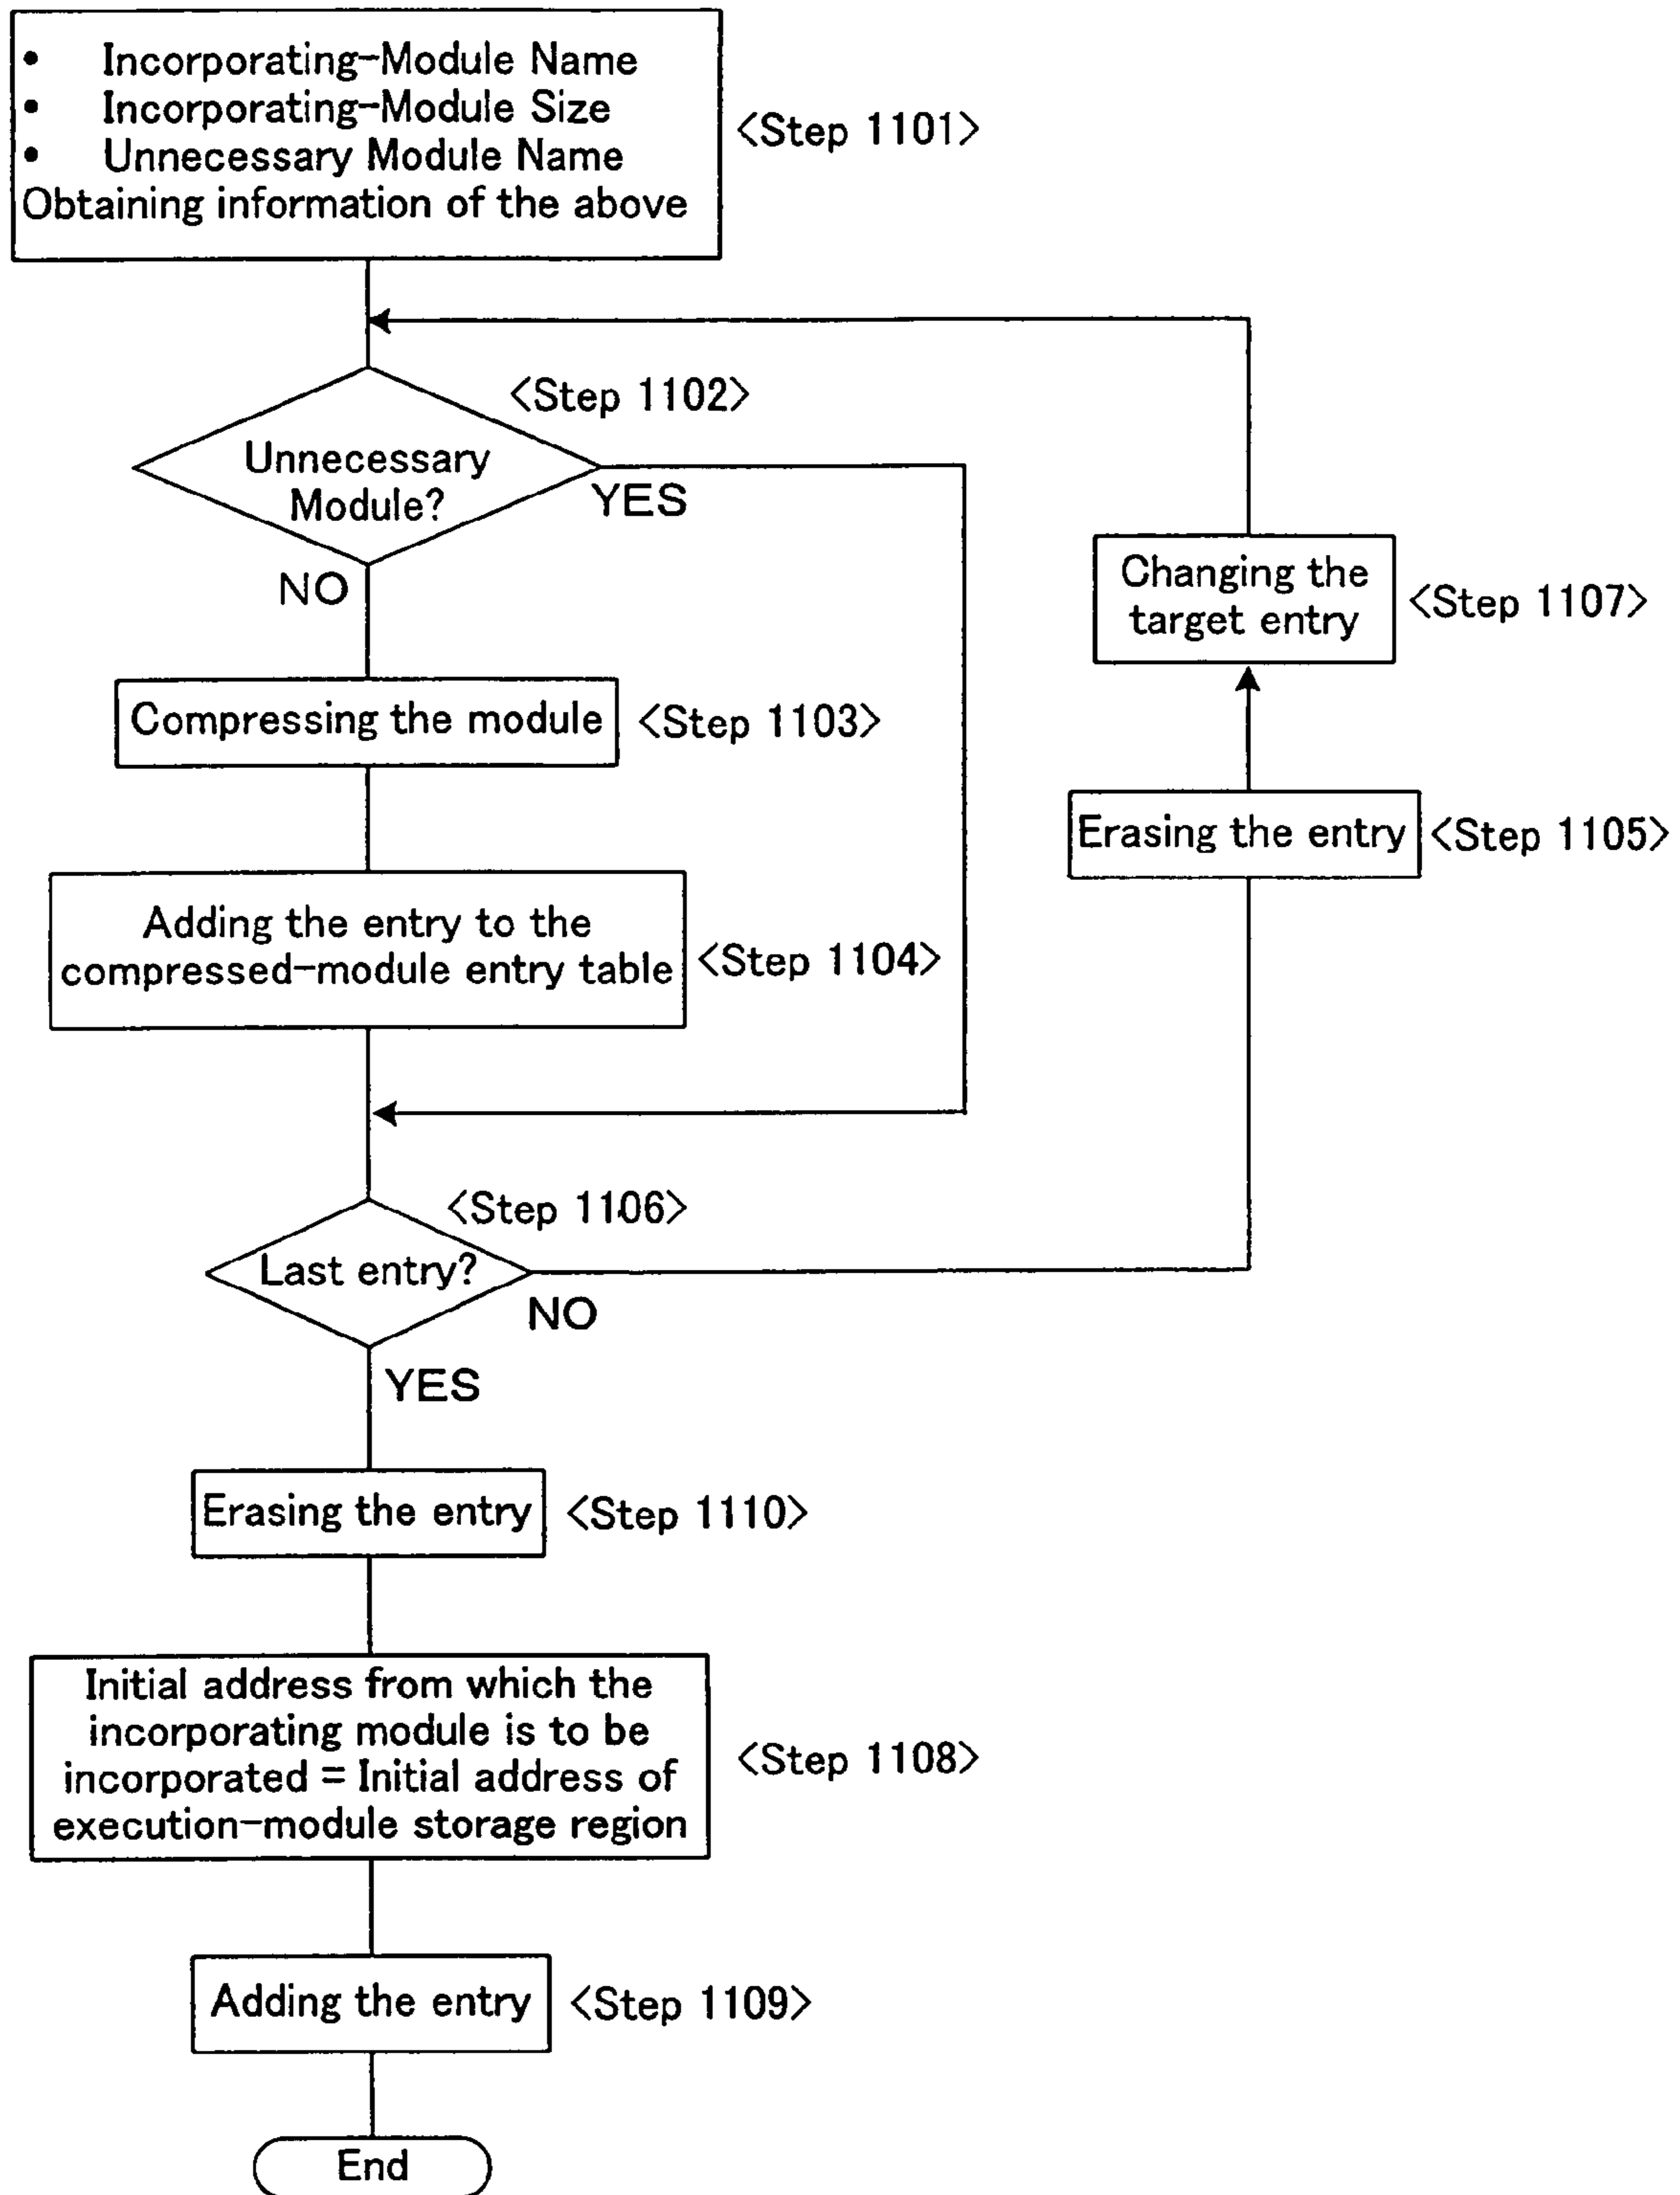 • Incorporating-Module Name
• Incorporating-Module Size
• Unnecessary Module Name
Obtaining information of the above
<Step 1101>
<Step 1102>
Unnecessary
Module?
YES
NO
Changing the
target entry
<Step 1107>
Compressing the module
<Step 1103>
Erasing the entry
<Step 1105>
Adding the entry to the
compressed-module entry table
<Step 1104>
<Step 1106>
Last entry?
NO
YES
Erasing the entry
<Step 1110>
Initial address from which the
incorporating module is to be
incorporated = Initial address of
execution-module storage region
<Step 1108>
Adding the entry
<Step 1109>
End